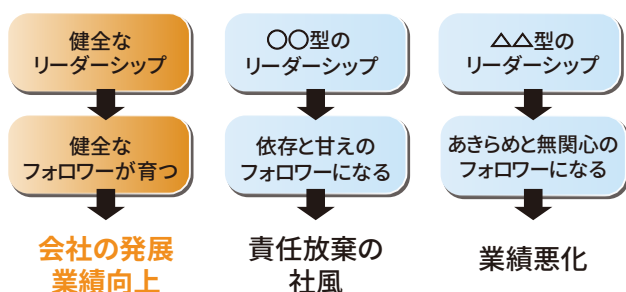 健全な
リーダーシップ
健全な
フォロワーが育つ
会社の発展
業績向上
〇〇型の
リーダーシップ
依存と甘えの
フォロワーになる
責任放棄の
社風
△△型の
リーダーシップ
あきらめと無関心の
フォロワーになる
業績悪化